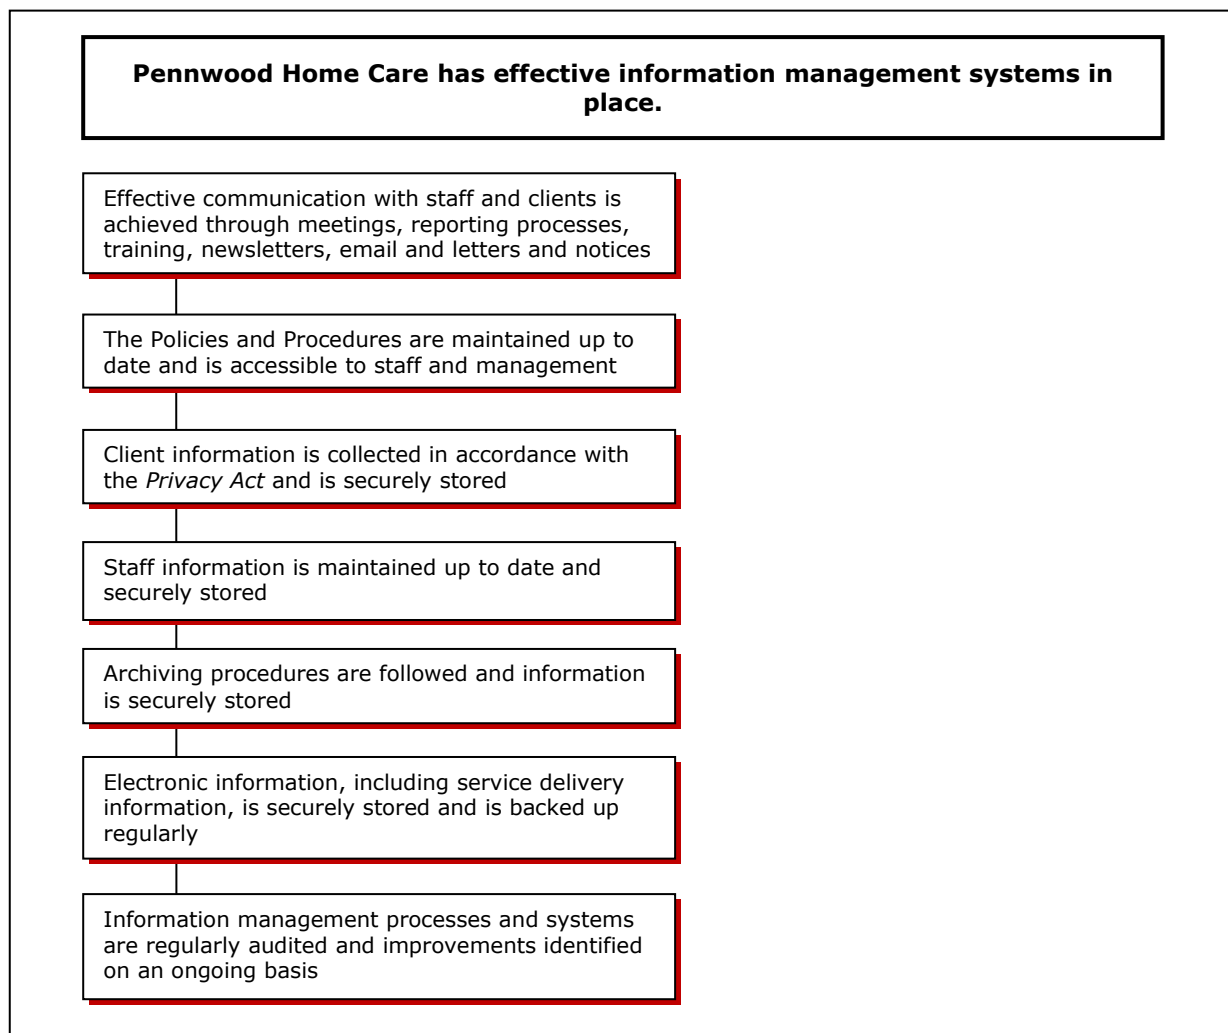 Pennwood Home Care has effective information management systems in
place.
Effective communication with staff and clients is
achieved through meetings, reporting processes,
training, newsletters, email and letters and notices
The Policies and Procedures are maintained up to
date and is accessible to staff and management
Client information is collected in accordance with
the Privacy Act and is securely stored
Staff information is maintained up to date and
securely stored
Archiving procedures are followed and information
is securely stored
Electronic information, including service delivery
information, is securely stored and is backed up
regularly
Information management processes and systems
are regularly audited and improvements identified
on an ongoing basis